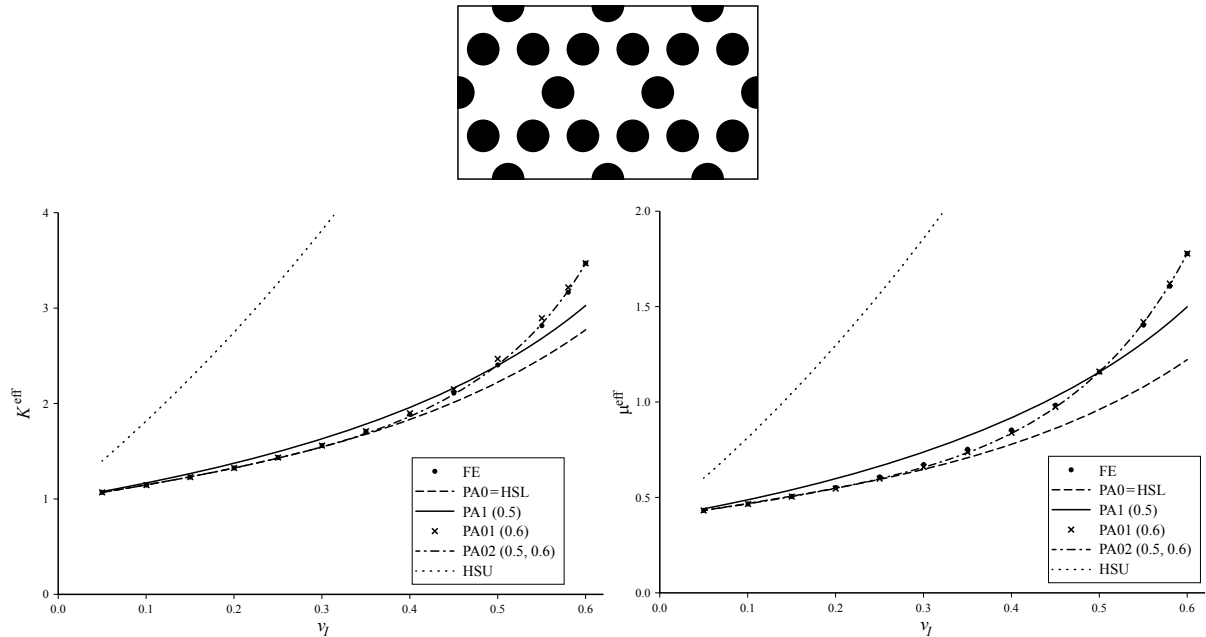 4
3
2
1
0
K^eff
0.0 0.1 0.2 0.3 0.4 0.5 0.6
v_I
FE
PA0=HSL
PA1 (0.5)
PA01 (0.6)
PA02 (0.5, 0.6)
HSU
2.0
1.5
1.0
0.5
0.0
μ^eff
0.0 0.1 0.2 0.3 0.4 0.5 0.6
v_I
FE
PA0=HSL
PA1 (0.5)
PA01 (0.6)
PA02 (0.5, 0.6)
HSU